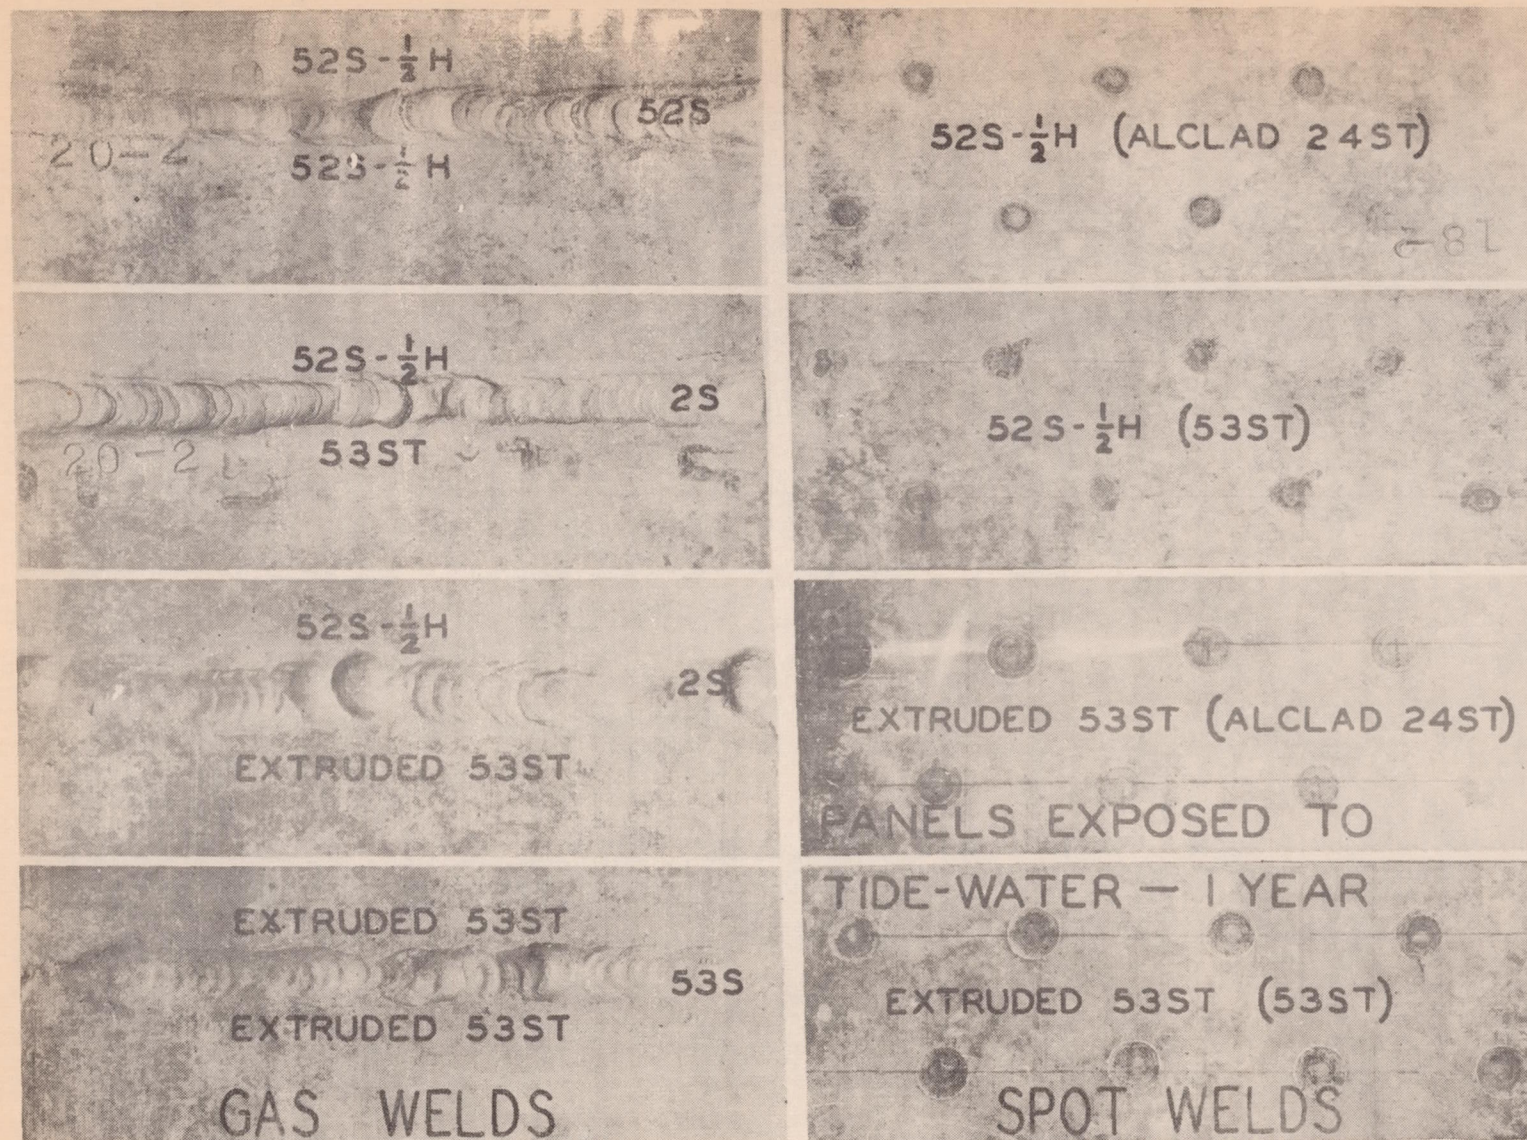 52S-½H
52S
20-2
52S-½H
52S-½H
2S
53ST
20-2
52S-½H
2S
EXTRUDED 53ST
EXTRUDED 53ST
53S
EXTRUDED 53ST
GAS WELDS
52S-½H (ALCLAD 24ST)
18-2
52S-½H (53ST)
EXTRUDED 53ST (ALCLAD 24ST)
PANELS EXPOSED TO
TIDE-WATER — 1 YEAR
EXTRUDED 53ST (53ST)
SPOT WELDS